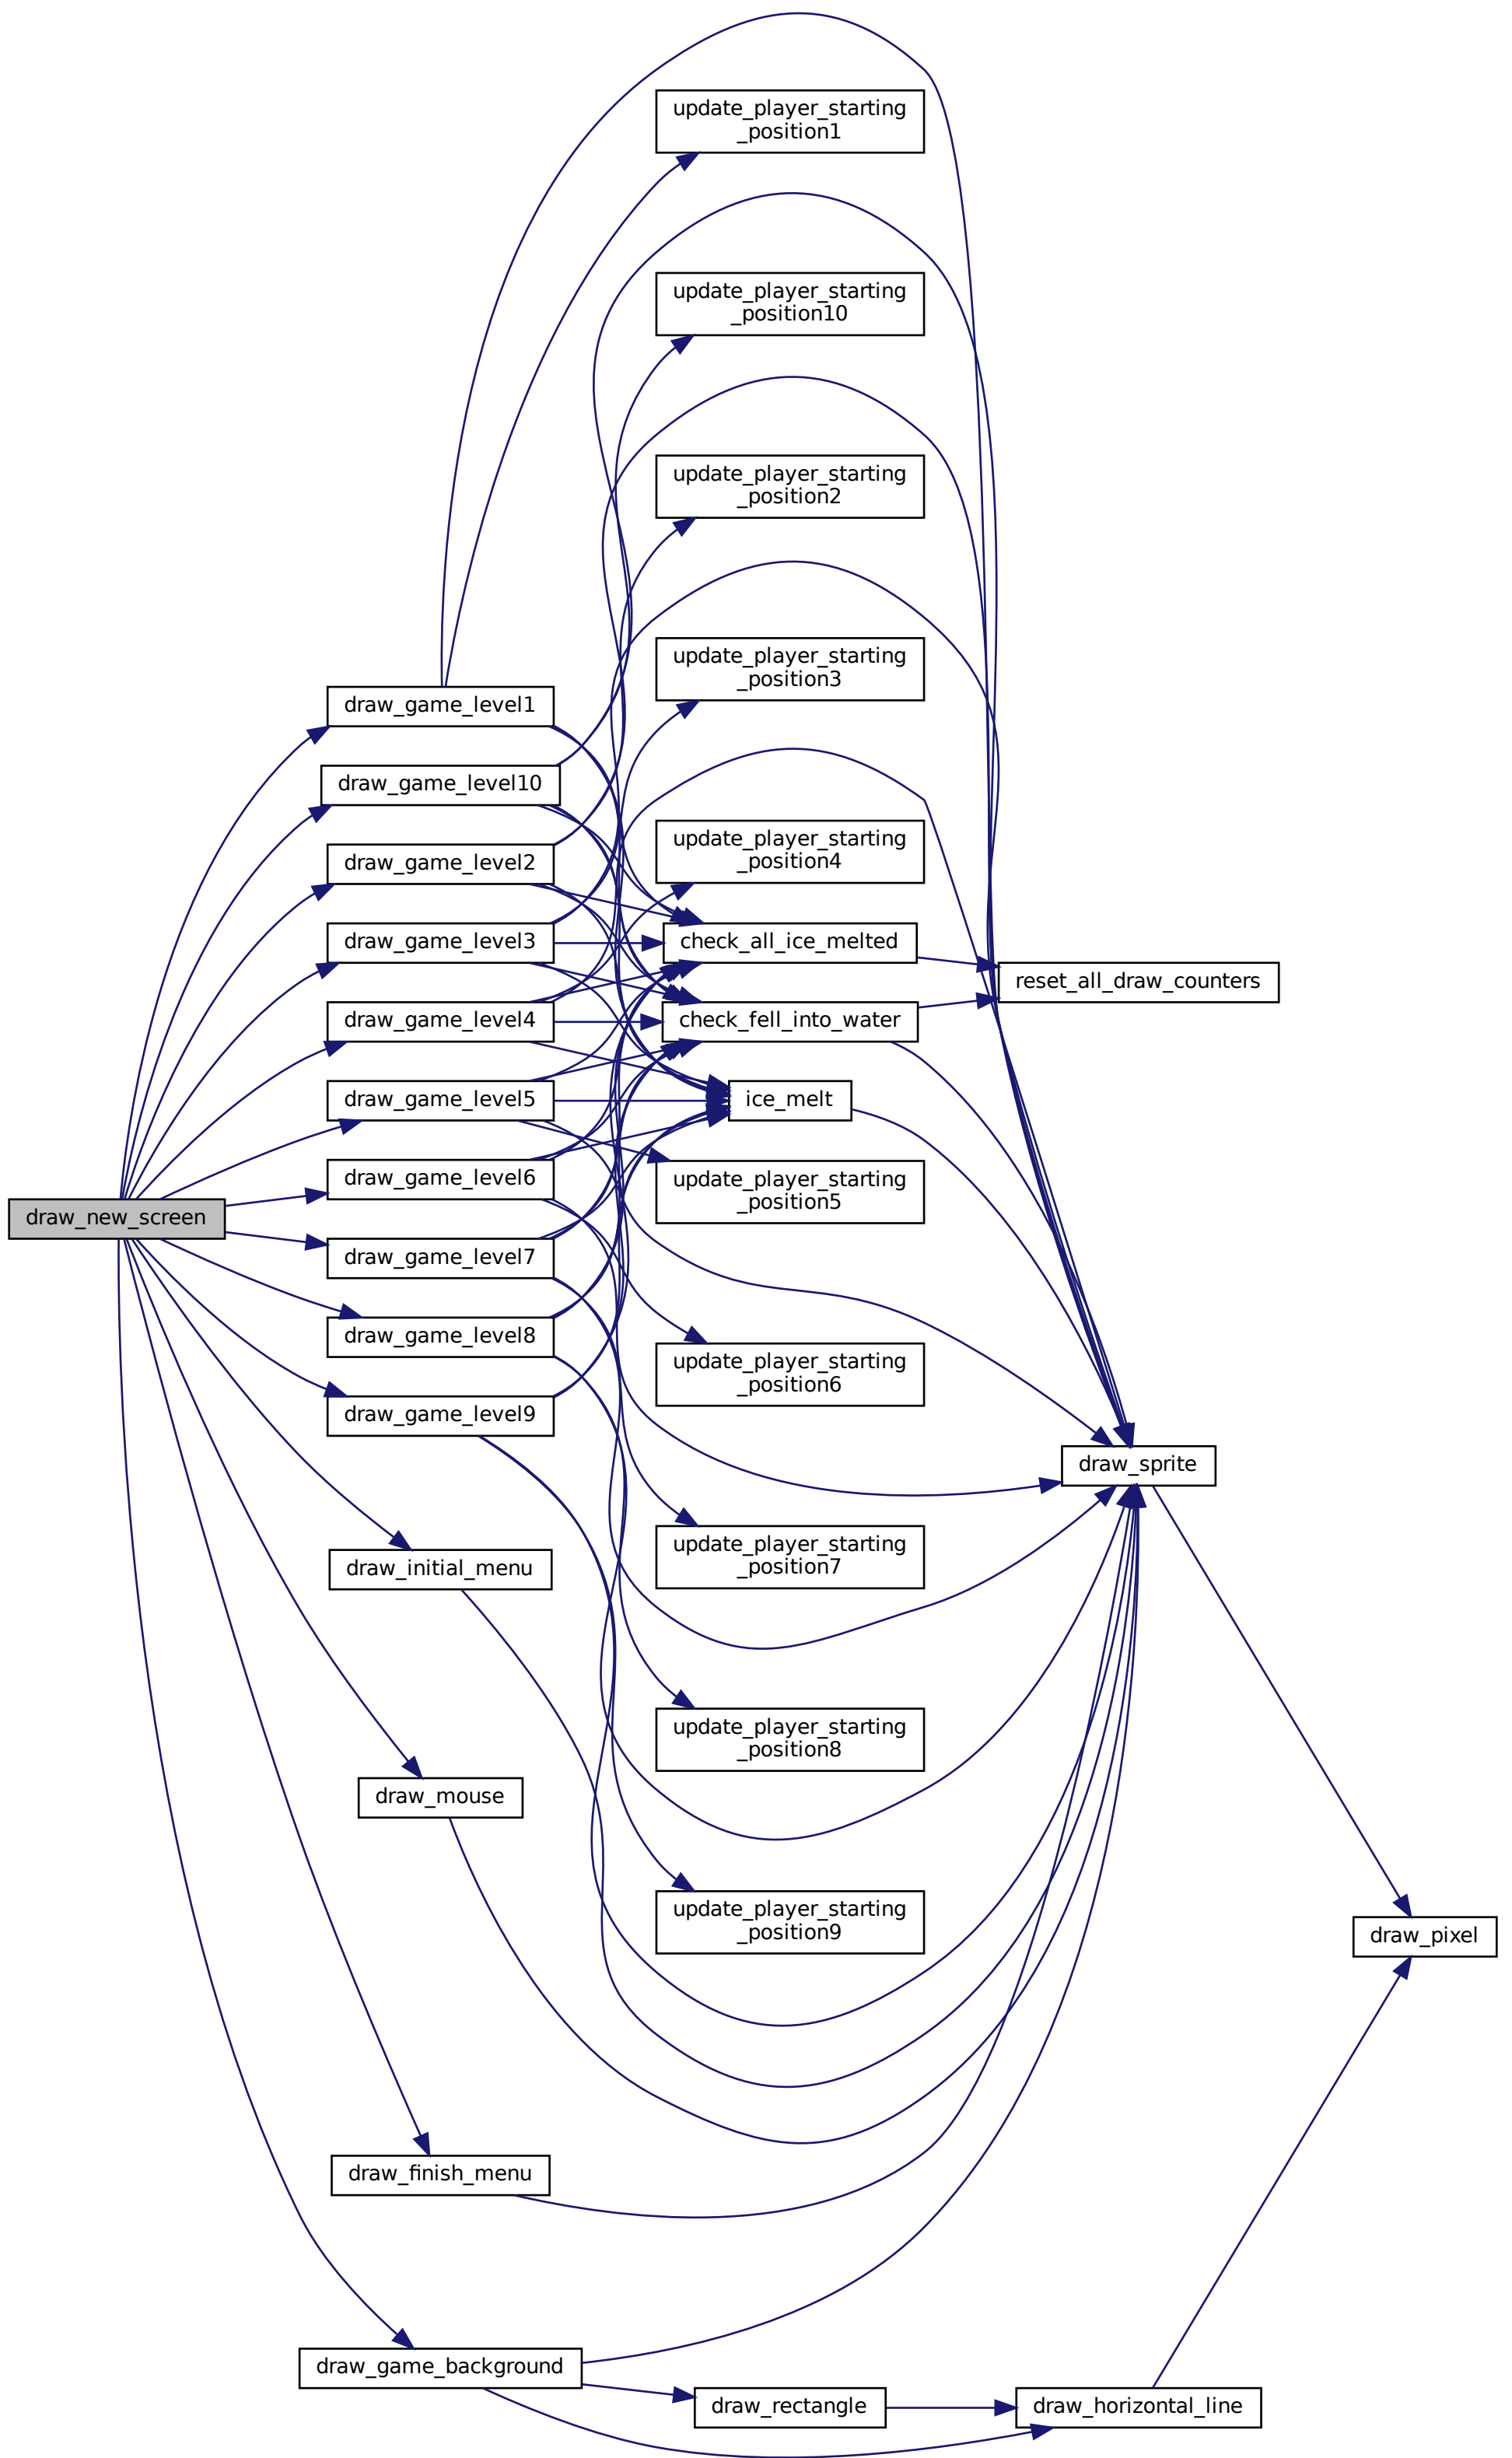 update_player_starting
_position1
update_player_starting
_position10
update_player_starting
_position2
update_player_starting
_position3
draw_game_level1
draw_game_level10
update_player_starting
_position4
draw_game_level2
draw_game_level3
check_all_ice_melted
reset_all_draw_counters
draw_game_level4
check_fell_into_water
draw_game_level5
ice_melt
draw_game_level6
update_player_starting
_position5
draw_new_screen
draw_game_level7
draw_game_level8
update_player_starting
_position6
draw_game_level9
draw_sprite
update_player_starting
_position7
draw_initial_menu
update_player_starting
_position8
draw_mouse
update_player_starting
_position9
draw_pixel
draw_finish_menu
draw_game_background
draw_rectangle
draw_horizontal_line